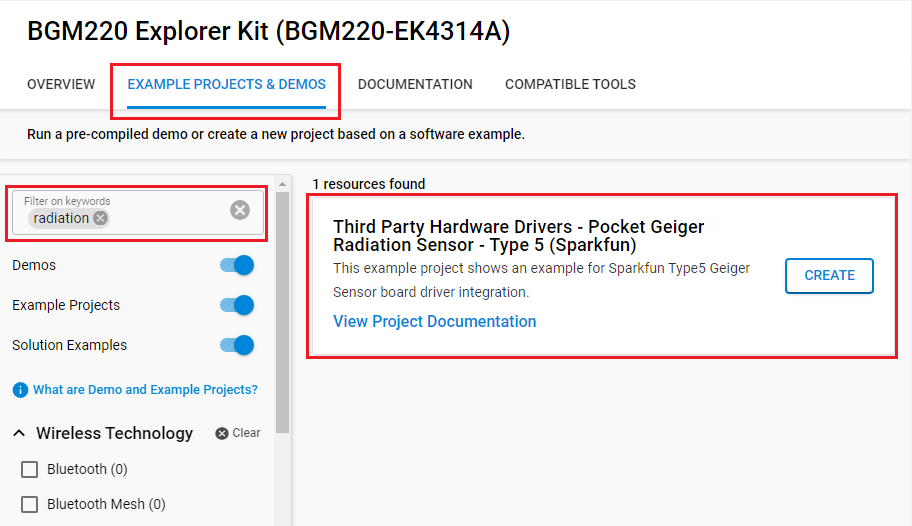 BGM220 Explorer Kit (BGM220-EK4314A)
OVERVIEW EXAMPLE PROJECTS & DEMOS DOCUMENTATION COMPATIBLE TOOLS
Run a pre-compiled demo or create a new project based on a software example.
Filter on keywords
radiation
Demos
Example Projects
Solution Examples
What are Demo and Example Projects?
Wireless Technology Clear
Bluetooth (0)
Bluetooth Mesh (0)
1 resources found
Third Party Hardware Drivers - Pocket Geiger
Radiation Sensor - Type 5 (Sparkfun)
This example project shows an example for Sparkfun Type5 Geiger
Sensor board driver integration.
View Project Documentation
CREATE